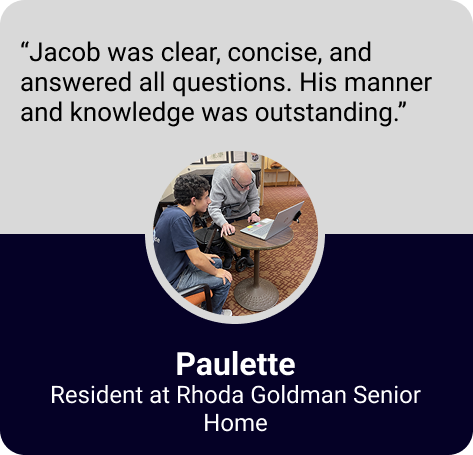 “Jacob was clear, concise, and
answered all questions. His manner
and knowledge was outstanding.”
Paulette
Resident at Rhoda Goldman Senior
Home